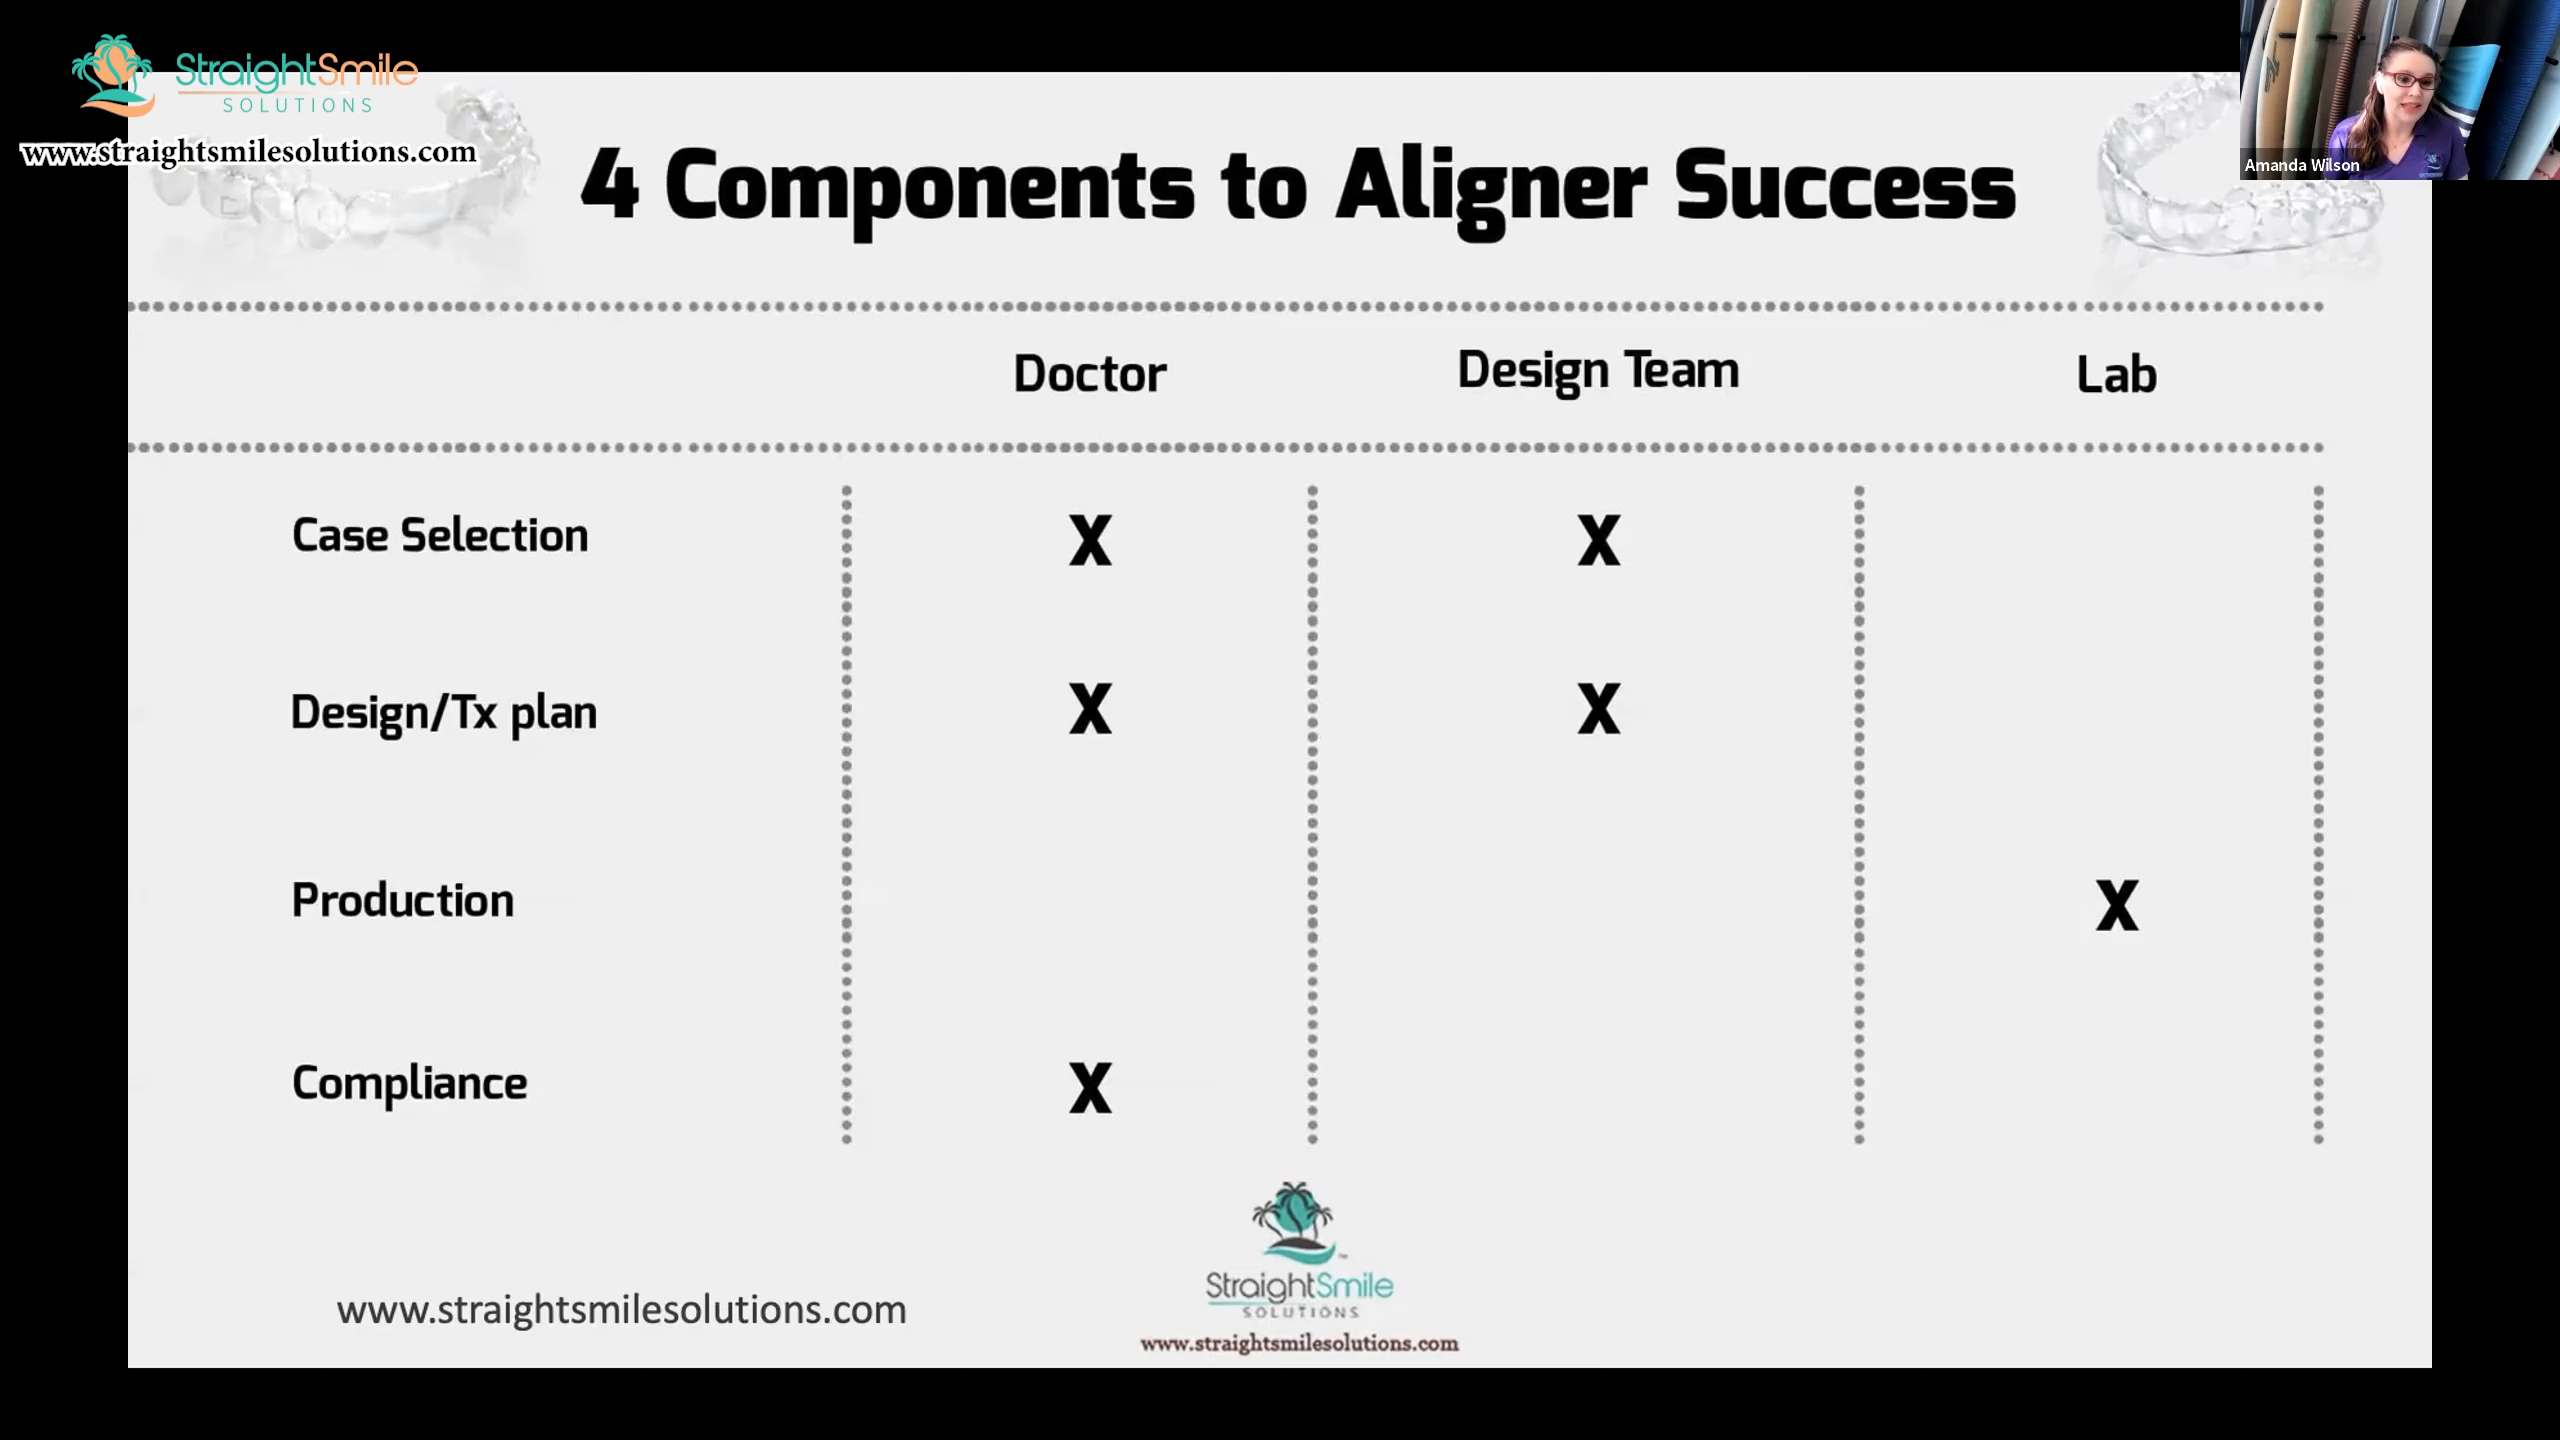 StraightSmile
SOLUTIONS
www.straightsmilesolutions.com
Amanda Wilson
4 Components to Aligner Success
Doctor Design Team Lab
Case Selection X X
Design/Tx plan X X
Production X
Compliance X
StraightSmile
SOLUTIONS
www.straightsmilesolutions.com
www.straightsmilesolutions.com